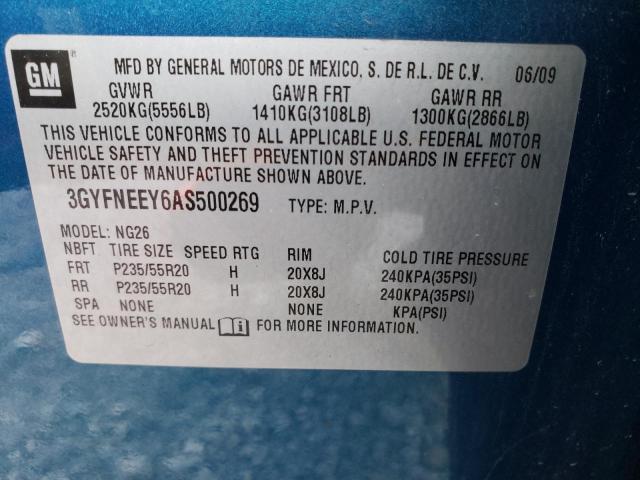 GM MFD BY GENERAL MOTORS DE MEXICO, S. DE R.L. DE C.V. 06/09
GVWR GAWR FRT GAWR RR
2520KG(5556LB) 1410KG(3108LB) 1300KG(2866LB)
THIS VEHICLE CONFORMS TO ALL APPLICABLE U.S. FEDERAL MOTOR
VEHICLE SAFETY AND THEFT PREVENTION STANDARDS IN EFFECT ON
THE DATE OF MANUFACTURE SHOWN ABOVE.
3GYFNEEY6AS500269 TYPE: M.P.V.
MODEL: NG26
NBFT TIRE SIZE SPEED RTG RIM COLD TIRE PRESSURE
FRT P235/55R20 H 20X8J 240KPA(35PSI)
RR P235/55R20 H 20X8J 240KPA(35PSI)
SPA NONE NONE KPA(PSI)
SEE OWNER'S MANUAL FOR MORE INFORMATION.